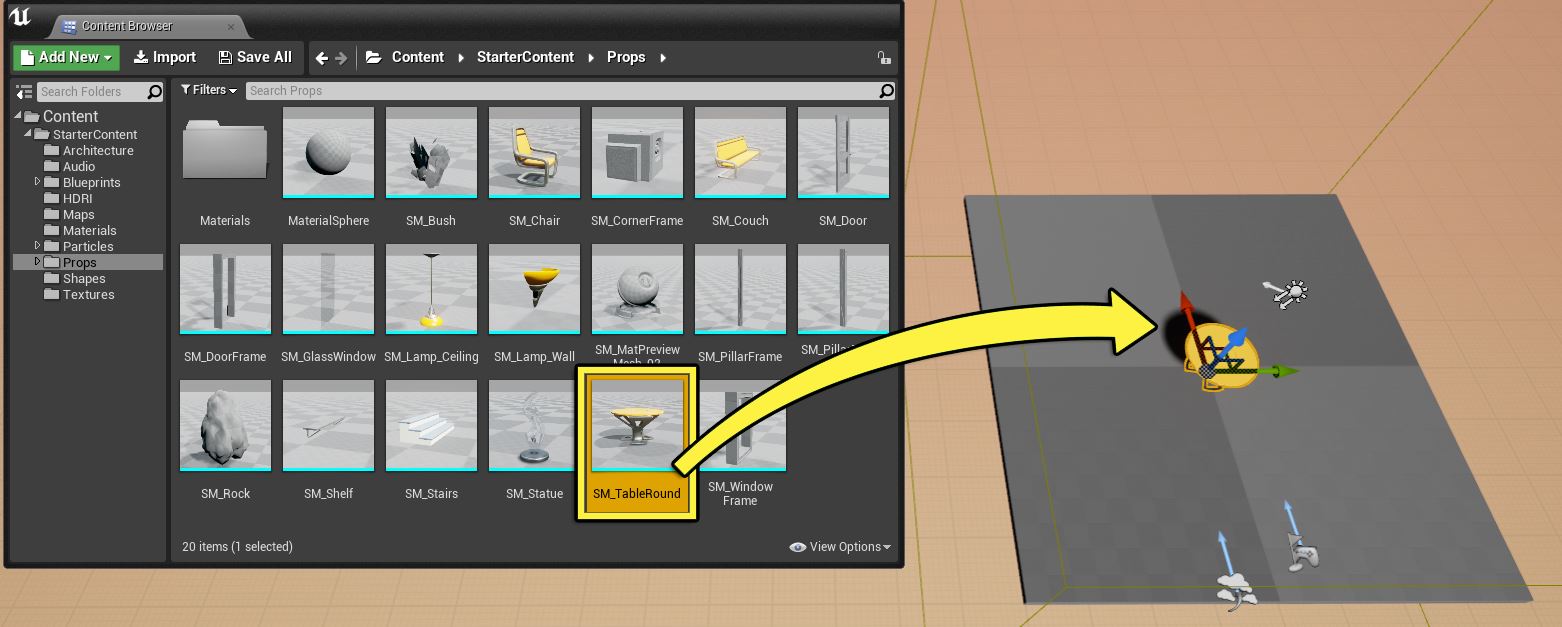 Content Browser
Add New
Import
Save All
Content
StarterContent
Props
Search Folders
Filters
Search Props
Content
StarterContent
Architecture
Audio
Blueprints
HDRI
Maps
Materials
Particles
Props
Shapes
Textures
Materials
MaterialSphere
SM_Bush
SM_Chair
SM_CornerFrame
SM_Couch
SM_Door
SM_DoorFrame
SM_GlassWindow
SM_Lamp_Ceiling
SM_Lamp_Wall
SM_MatPreview
Mesh_02
SM_PillarFrame
SM_Rock
SM_Shelf
SM_Stairs
SM_Statue
SM_TableRound
SM_Window
Frame
20 items (1 selected)
View Options